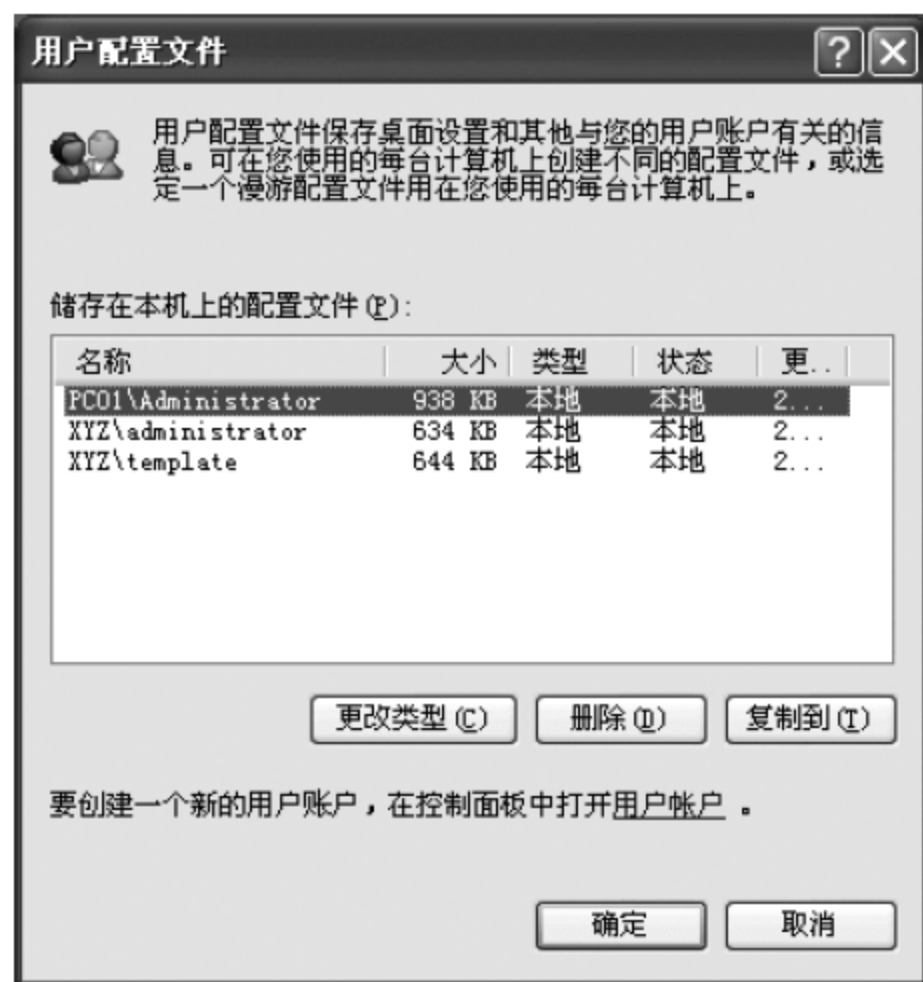 用户配置文件
用户配置文件保存桌面设置和其他与您的用户账户有关的信
息。可在您使用的每台计算机上创建不同的配置文件，或选
定一个漫游配置文件用在您使用的每台计算机上。
储存在本机上的配置文件(P)：
名称 大小 类型 状态 更..
PC01\Administrator 938 KB 本地 本地 2...
XYZ\administrator 634 KB 本地 本地 2...
XYZ\template 644 KB 本地 本地 2...
更改类型(C) 删除(D) 复制到(T)
要创建一个新的用户账户，在控制面板中打开用户帐户 。
确定 取消